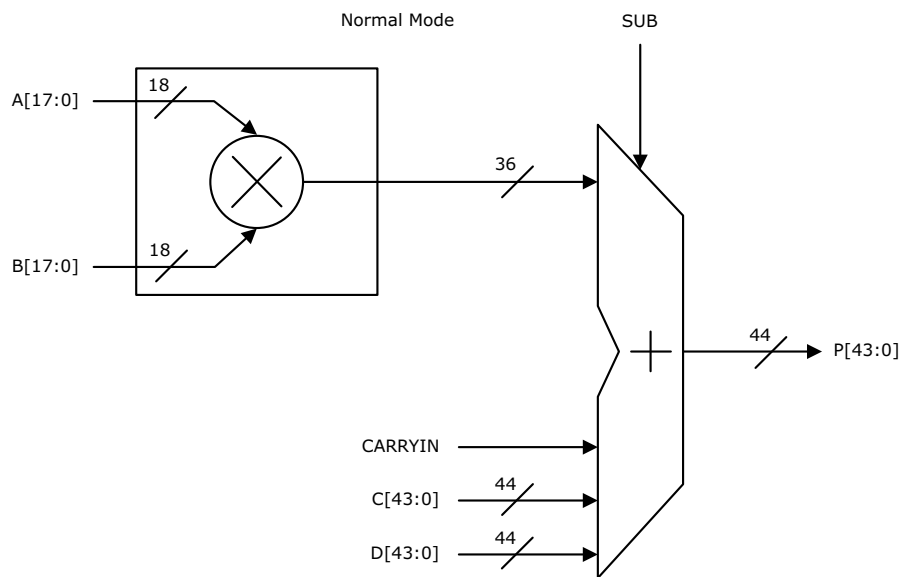 Normal Mode
SUB
18
A[17:0]
36
18
B[17:0]
44
P[43:0]
CARRYIN
44
C[43:0]
44
D[43:0]